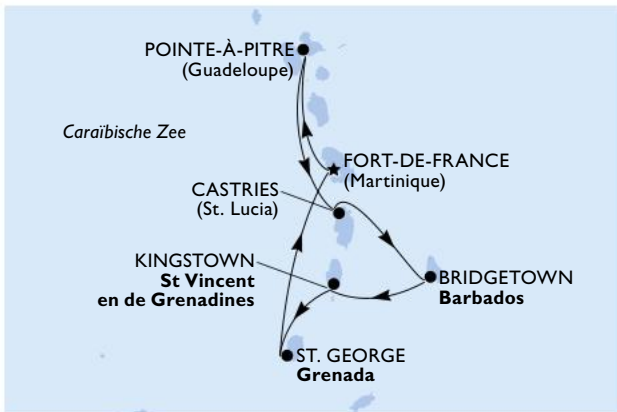 POINTE-À-PITRE
(Guadeloupe)
Caraïbische Zee
FORT-DE-FRANCE
(Martinique)
CASTRIES
(St. Lucia)
KINGSTOWN
St Vincent
en de Grenadines
BRIDGETOWN
Barbados
ST. GEORGE
Grenada